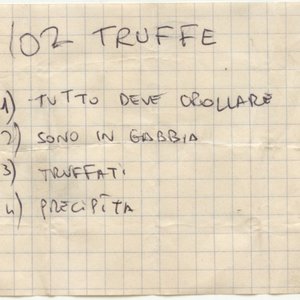 102 TRUFFE
1) TUTTO DEVE CROLLARE
2) SONO IN GABBIA
3) TRUFFATI
4) PRECIPITA